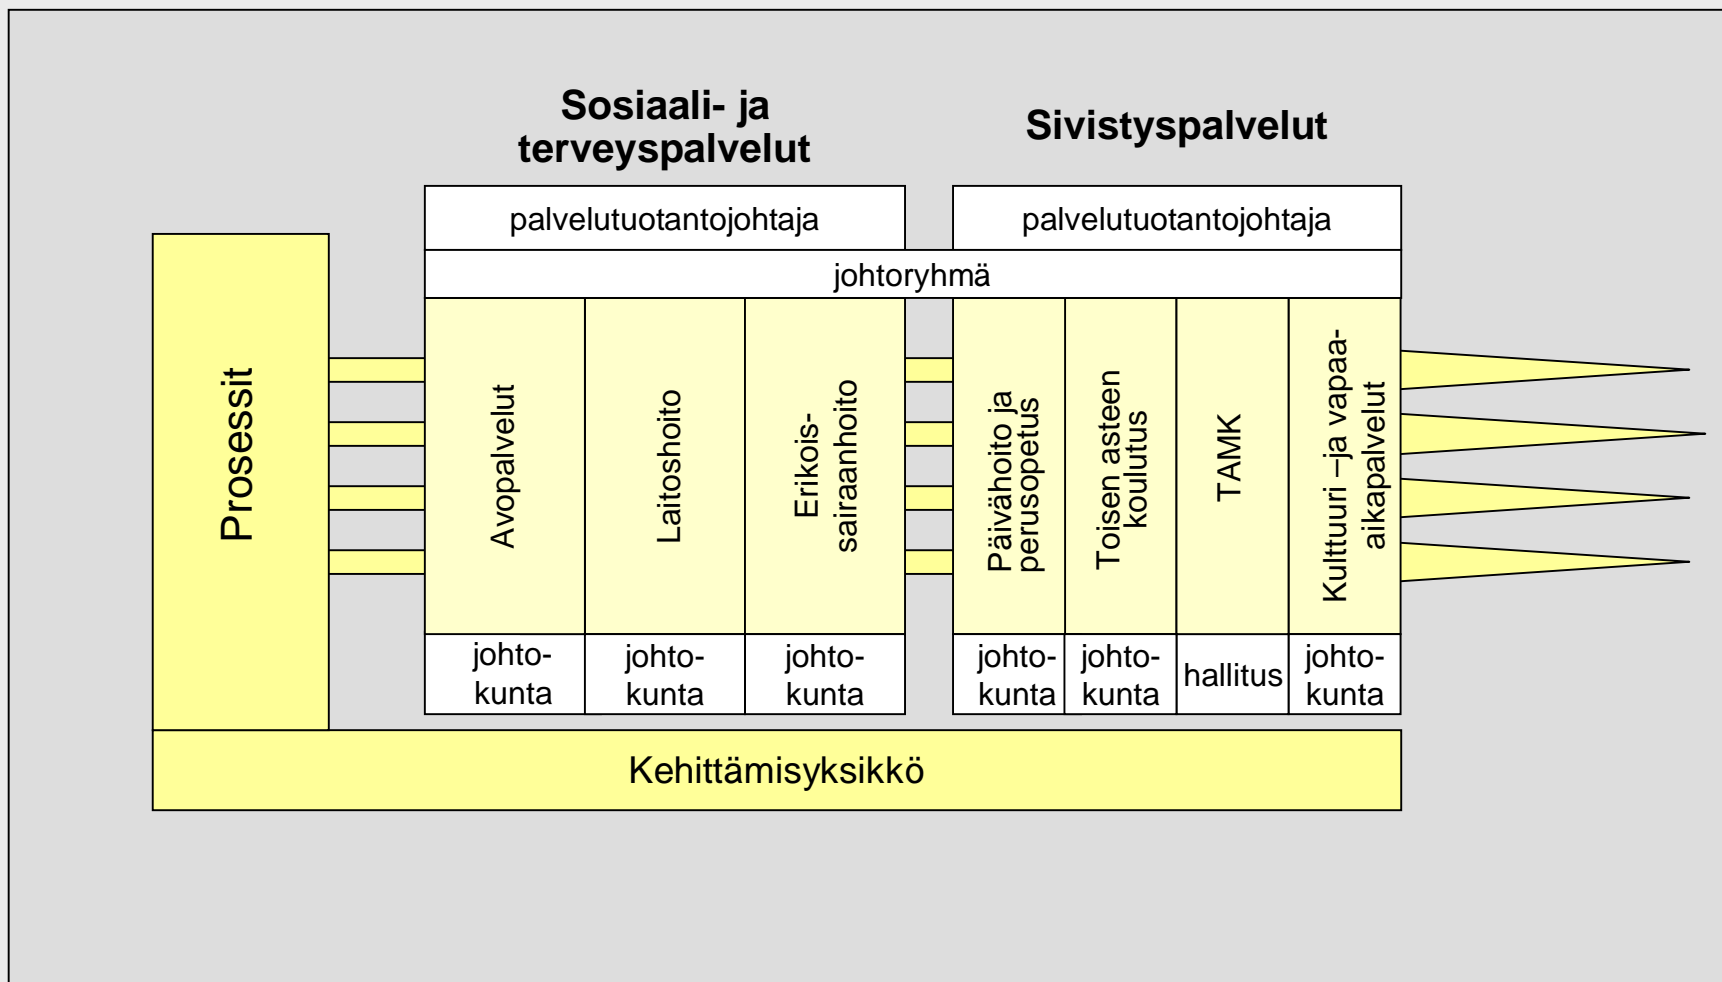 Sosiaali- ja
terveyspalvelut
Sivistyspalvelut
palvelutuotantojohtaja
palvelutuotantojohtaja
johtoryhmä
Prosessit
Avopalvelut
Laitoshoito
Erikois-
sairaanhoito
Päivähoito ja
perusopetus
Toisen asteen
koulutus
TAMK
Kulttuuri –ja vapaa-
aikapalvelut
johto-
kunta
johto-
kunta
johto-
kunta
johto-
kunta
johto-
kunta
hallitus
johto-
kunta
Kehittämisyksikkö